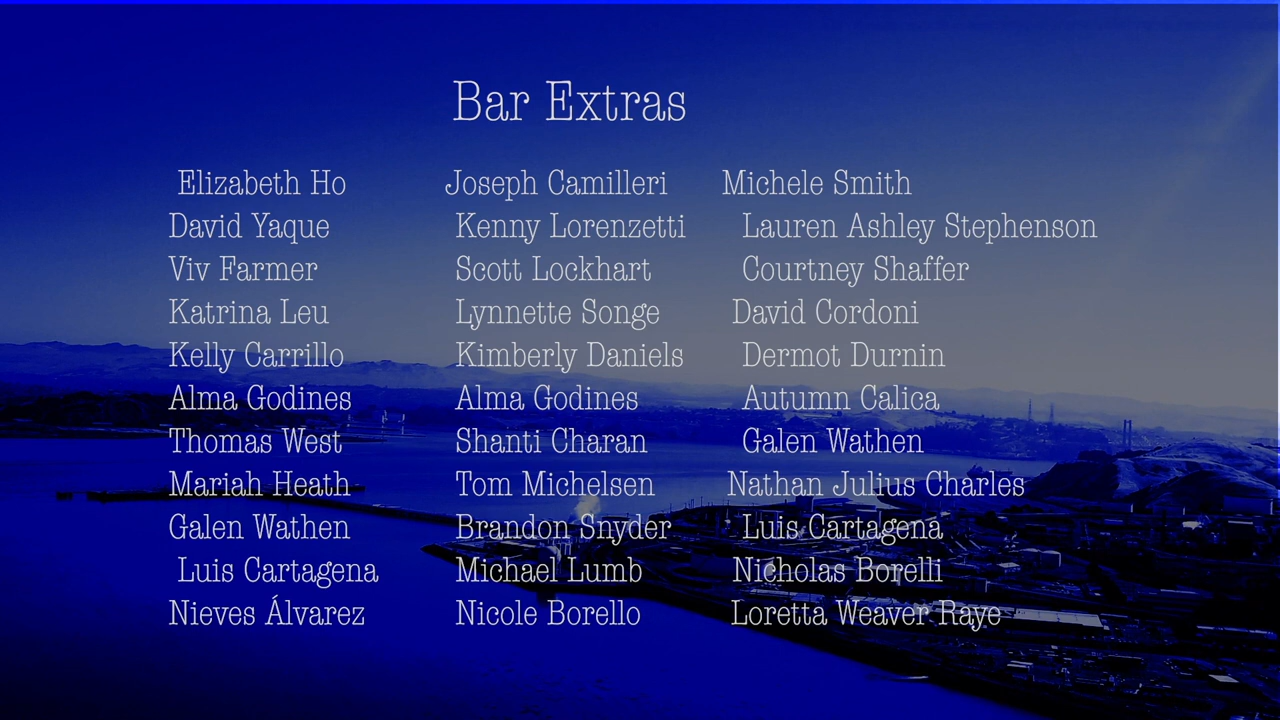 Bar Extras
Elizabeth Ho Joseph Camilleri Michele Smith
David Yaque Kenny Lorenzetti Lauren Ashley Stephenson
Viv Farmer Scott Lockhart Courtney Shaffer
Katrina Leu Lynnette Songe David Cordoni
Kelly Carrillo Kimberly Daniels Dermot Durnin
Alma Godines Alma Godines Autumn Calica
Thomas West Shanti Charan Galen Wathen
Mariah Heath Tom Michelsen Nathan Julius Charles
Galen Wathen Brandon Snyder Luis Cartagena
Luis Cartagena Michael Lumb Nicholas Borelli
Nieves Álvarez Nicole Borello Loretta Weaver Raye